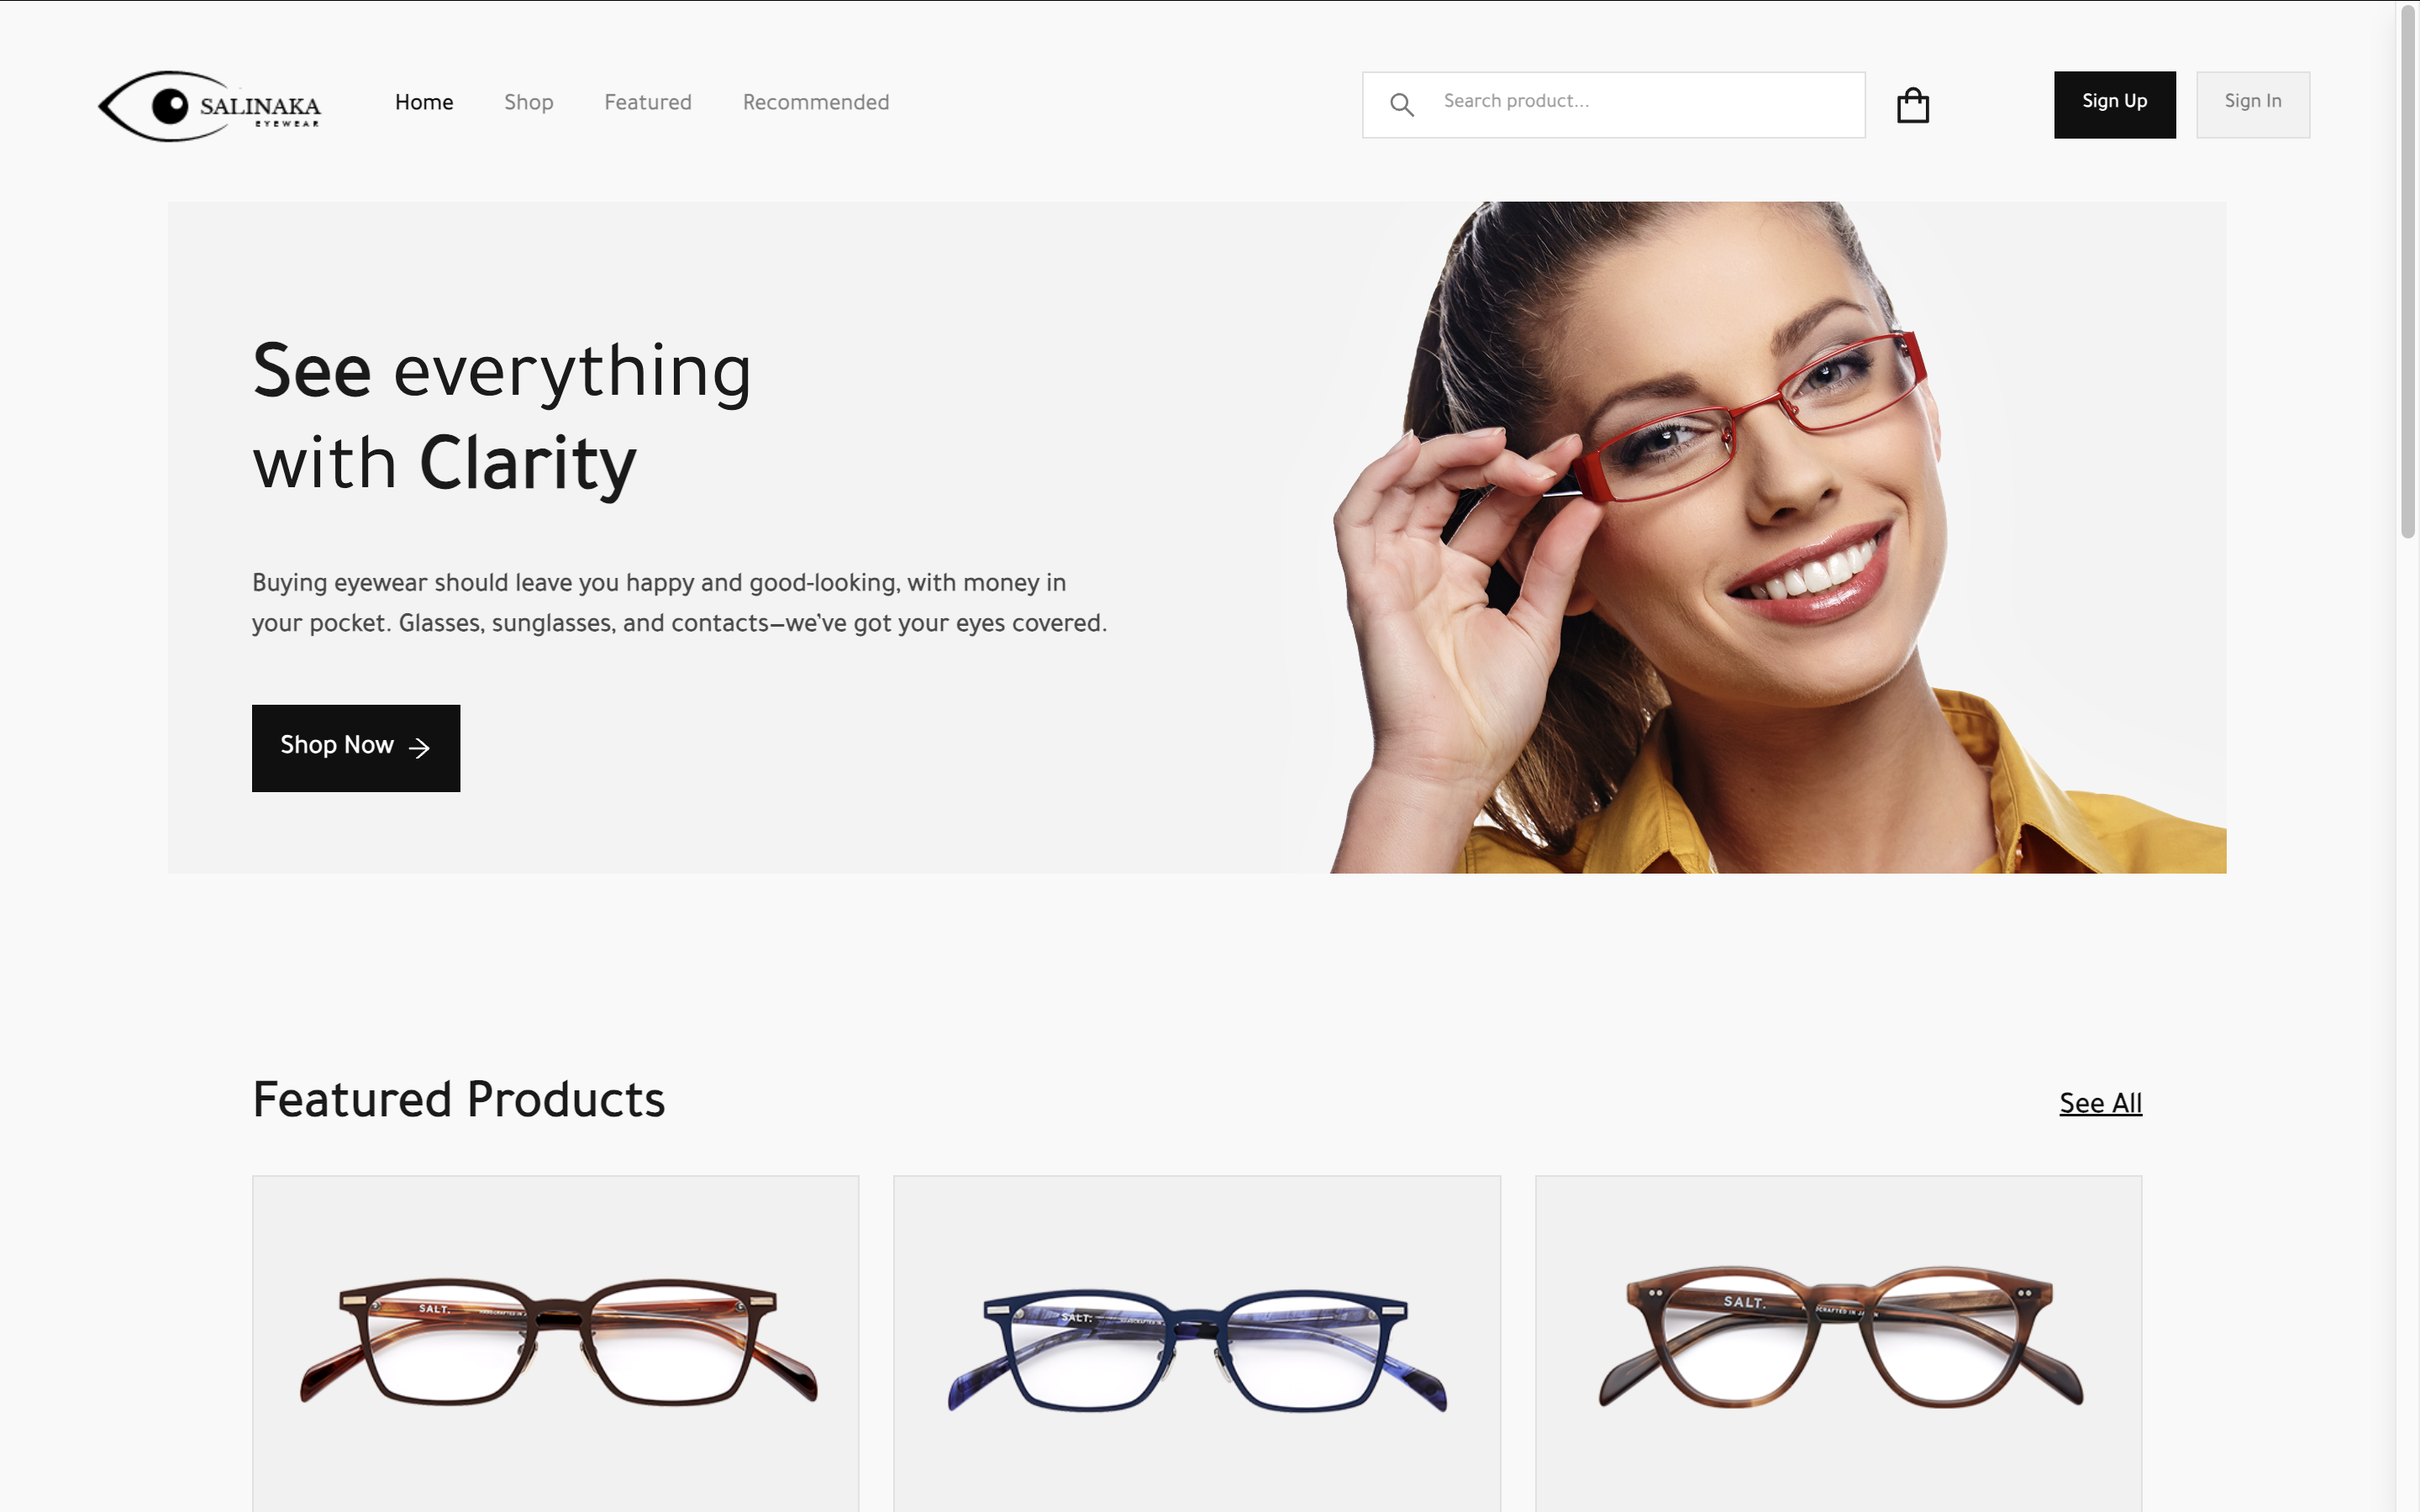 SALINAKA
EYEWEAR
Home
Shop
Featured
Recommended
Search product...
Sign Up
Sign In
See everything
with Clarity
Buying eyewear should leave you happy and good-looking, with money in
your pocket. Glasses, sunglasses, and contacts—we’ve got your eyes covered.
Shop Now
Featured Products
See All
SALT.
SALT.
SALT.